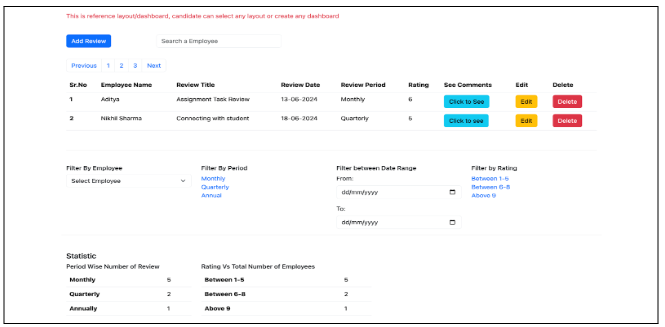 This is reference layout/dashboard, candidate can select any layout or create any dashboard
Add Review Search a Employee
Previous 1 2 3 Next
Sr.No Employee Name Review Title Review Date Review Period Rating See Comments Edit Delete
1 Aditya Assignment Task Review 13-06-2024 Monthly 6 Click to See Edit Delete
2 Nikhil Sharma Connecting with student 18-06-2024 Quarterly 5 Click to see Edit Delete
Filter By Employee Filter By Period Filter between Date Range Filter by Rating
Select Employee Monthly From: Between 1-5
Quarterly dd/mm/yyyy Between 6-8
Annual Above 9
To:
dd/mm/yyyy
Statistic
Period Wise Number of Review Rating Vs Total Number of Employees
Monthly 5 Between 1-5 5
Quarterly 2 Between 6-8 2
Annually 1 Above 9 1